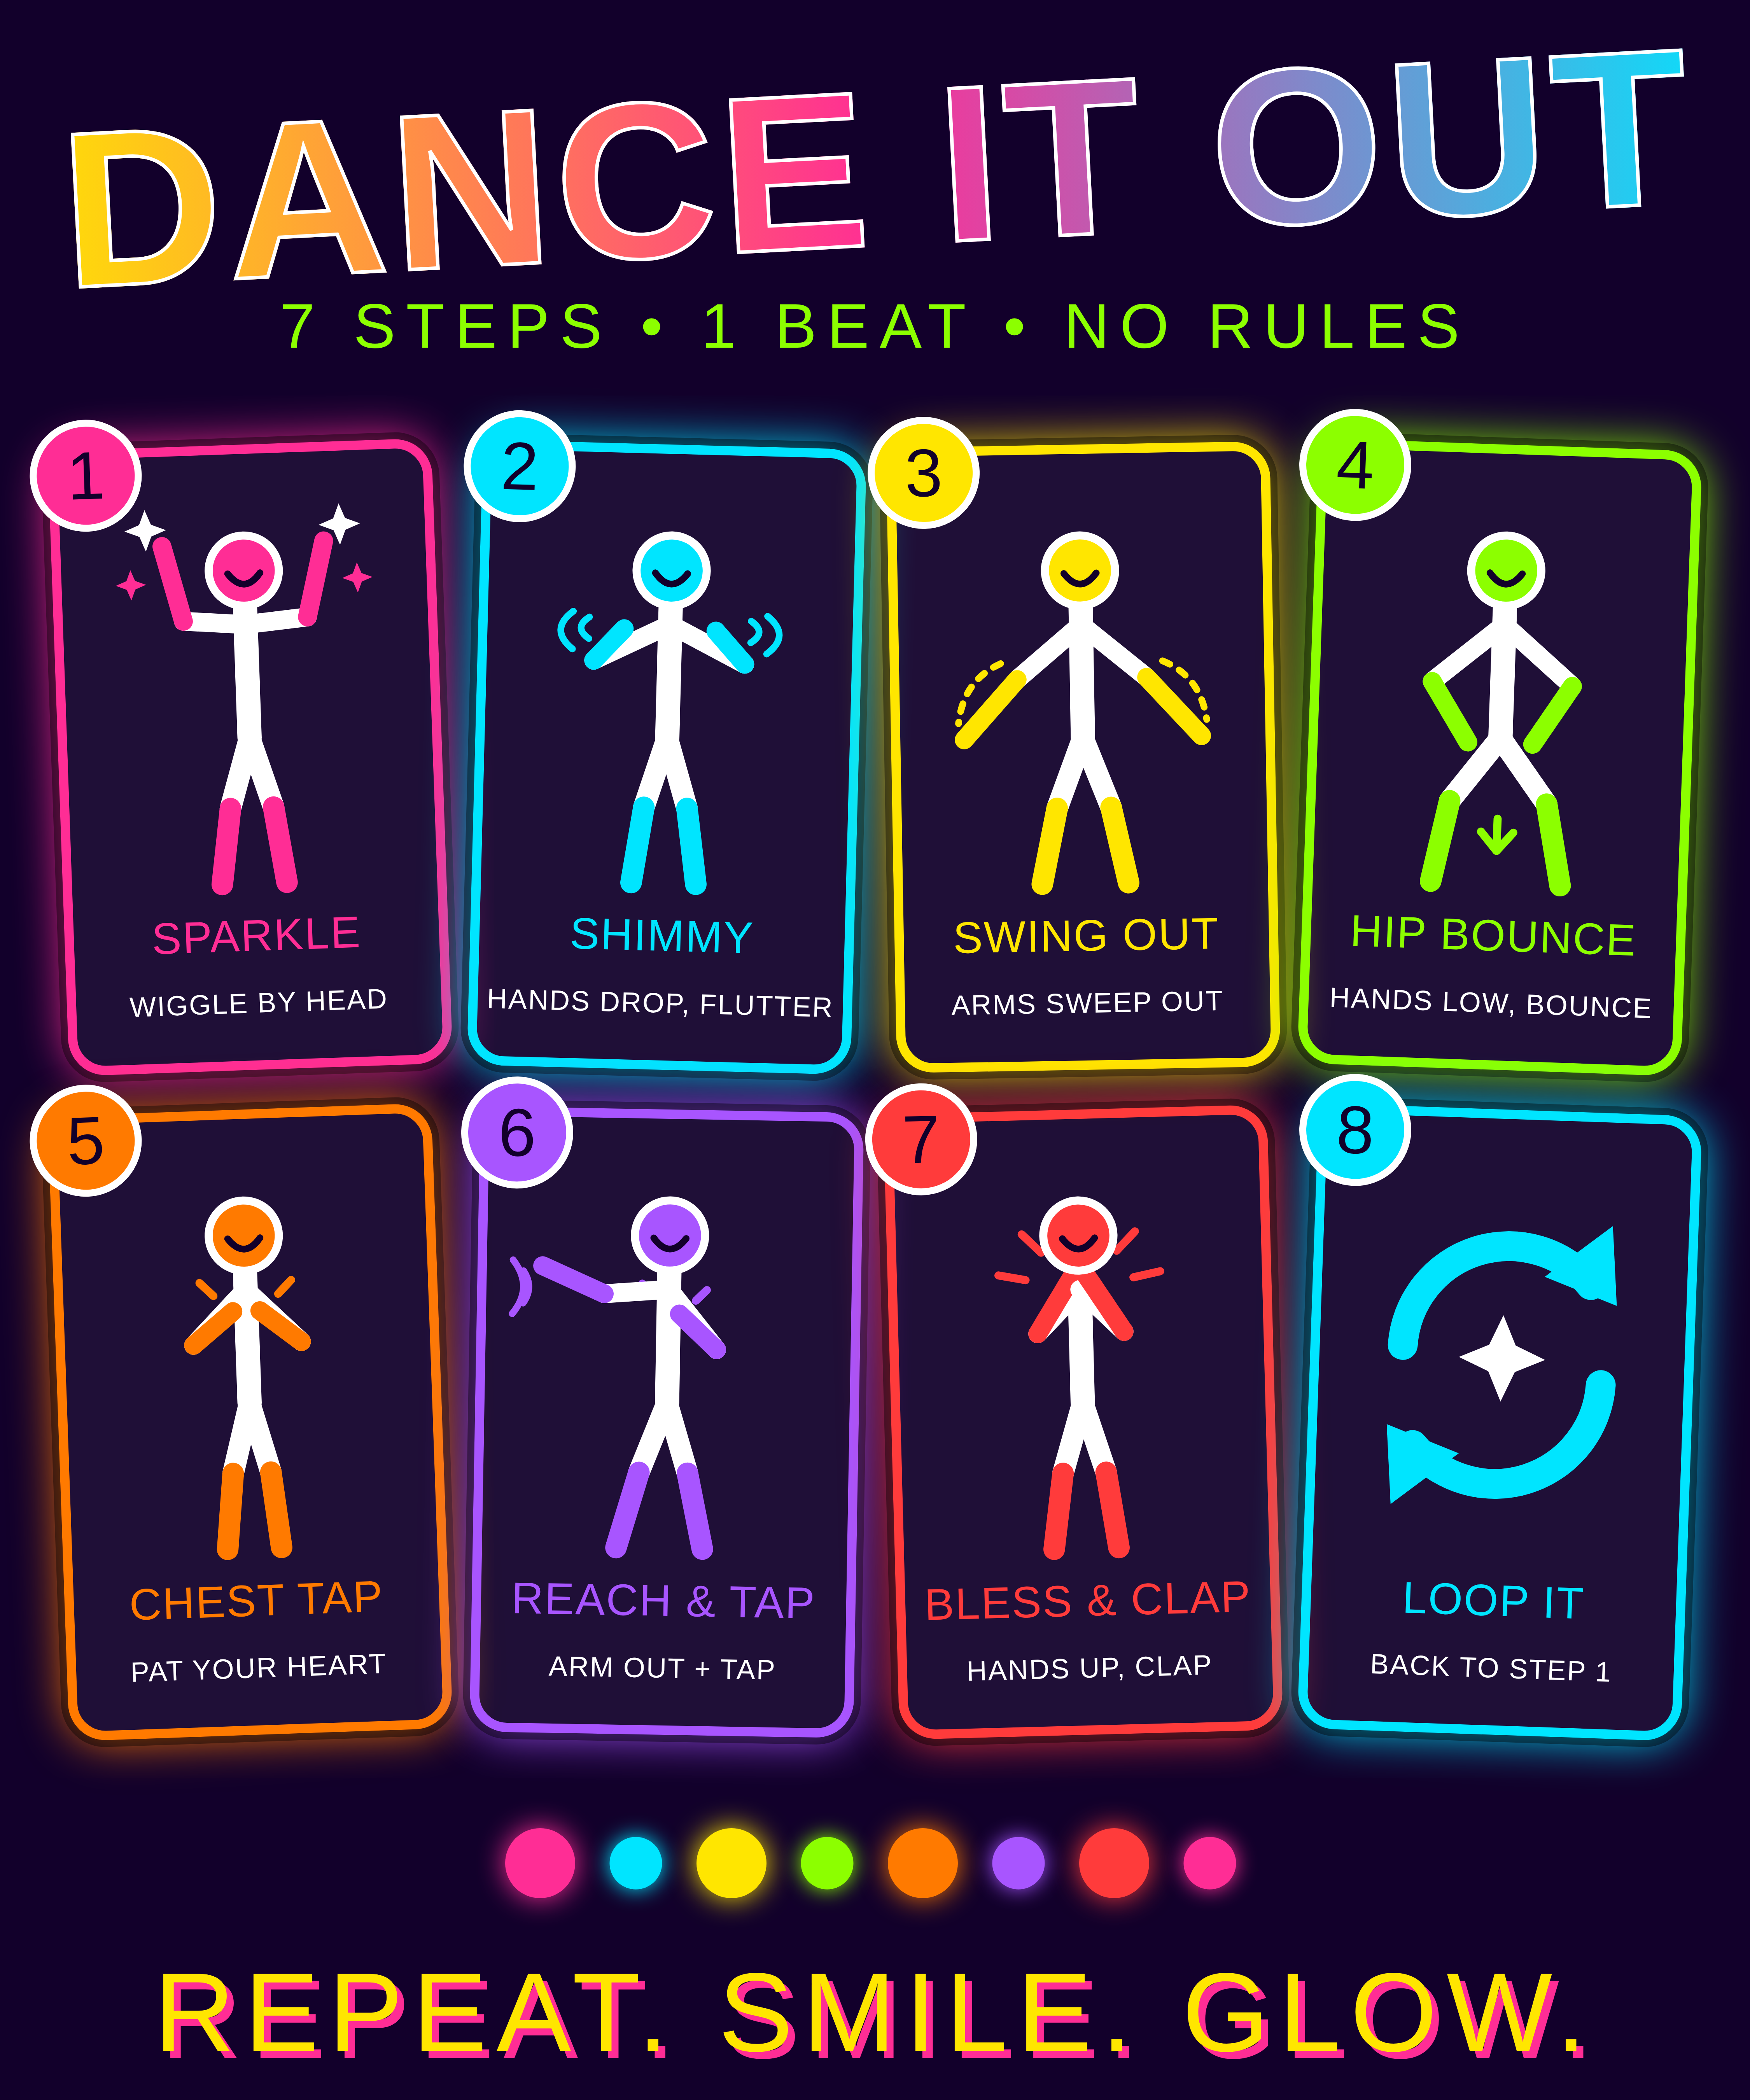 DANCE IT OUT
7 STEPS • 1 BEAT • NO RULES
1
SPARKLE
WIGGLE BY HEAD
2
SHIMMY
HANDS DROP, FLUTTER
3
SWING OUT
ARMS SWEEP OUT
4
HIP BOUNCE
HANDS LOW, BOUNCE
5
CHEST TAP
PAT YOUR HEART
6
REACH & TAP
ARM OUT + TAP
7
BLESS & CLAP
HANDS UP, CLAP
8
LOOP IT
BACK TO STEP 1
REPEAT. SMILE. GLOW.